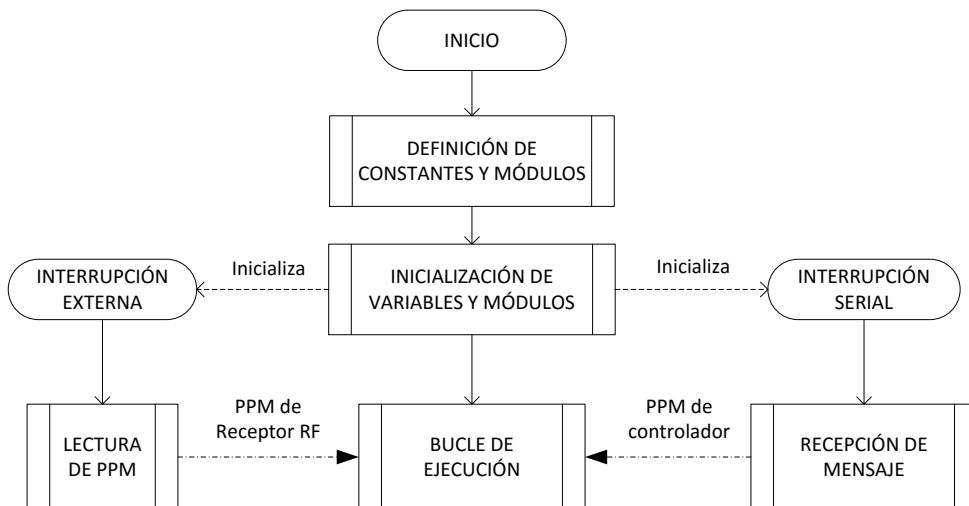 INICIO
DEFINICIÓN DE
CONSTANTES Y MÓDULOS
INTERRUPCIÓN
EXTERNA
Inicializa
INICIALIZACIÓN DE
VARIABLES Y MÓDULOS
Inicializa
INTERRUPCIÓN
SERIAL
LECTURA
DE PPM
PPM de
Receptor RF
BUCLE DE
EJECUCIÓN
PPM de
controlador
RECEPCIÓN DE
MENSAJE